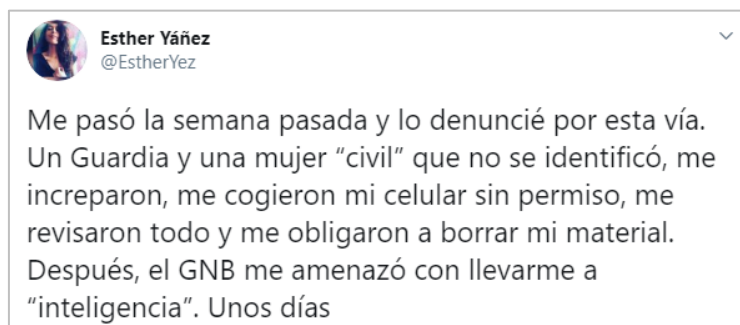 Esther Yáñez
@EstherYez
Me pasó la semana pasada y lo denuncié por esta vía.
Un Guardia y una mujer “civil” que no se identificó, me
increparon, me cogieron mi celular sin permiso, me
revisaron todo y me obligaron a borrar mi material.
Después, el GNB me amenazó con llevarme a
“inteligencia”. Unos días